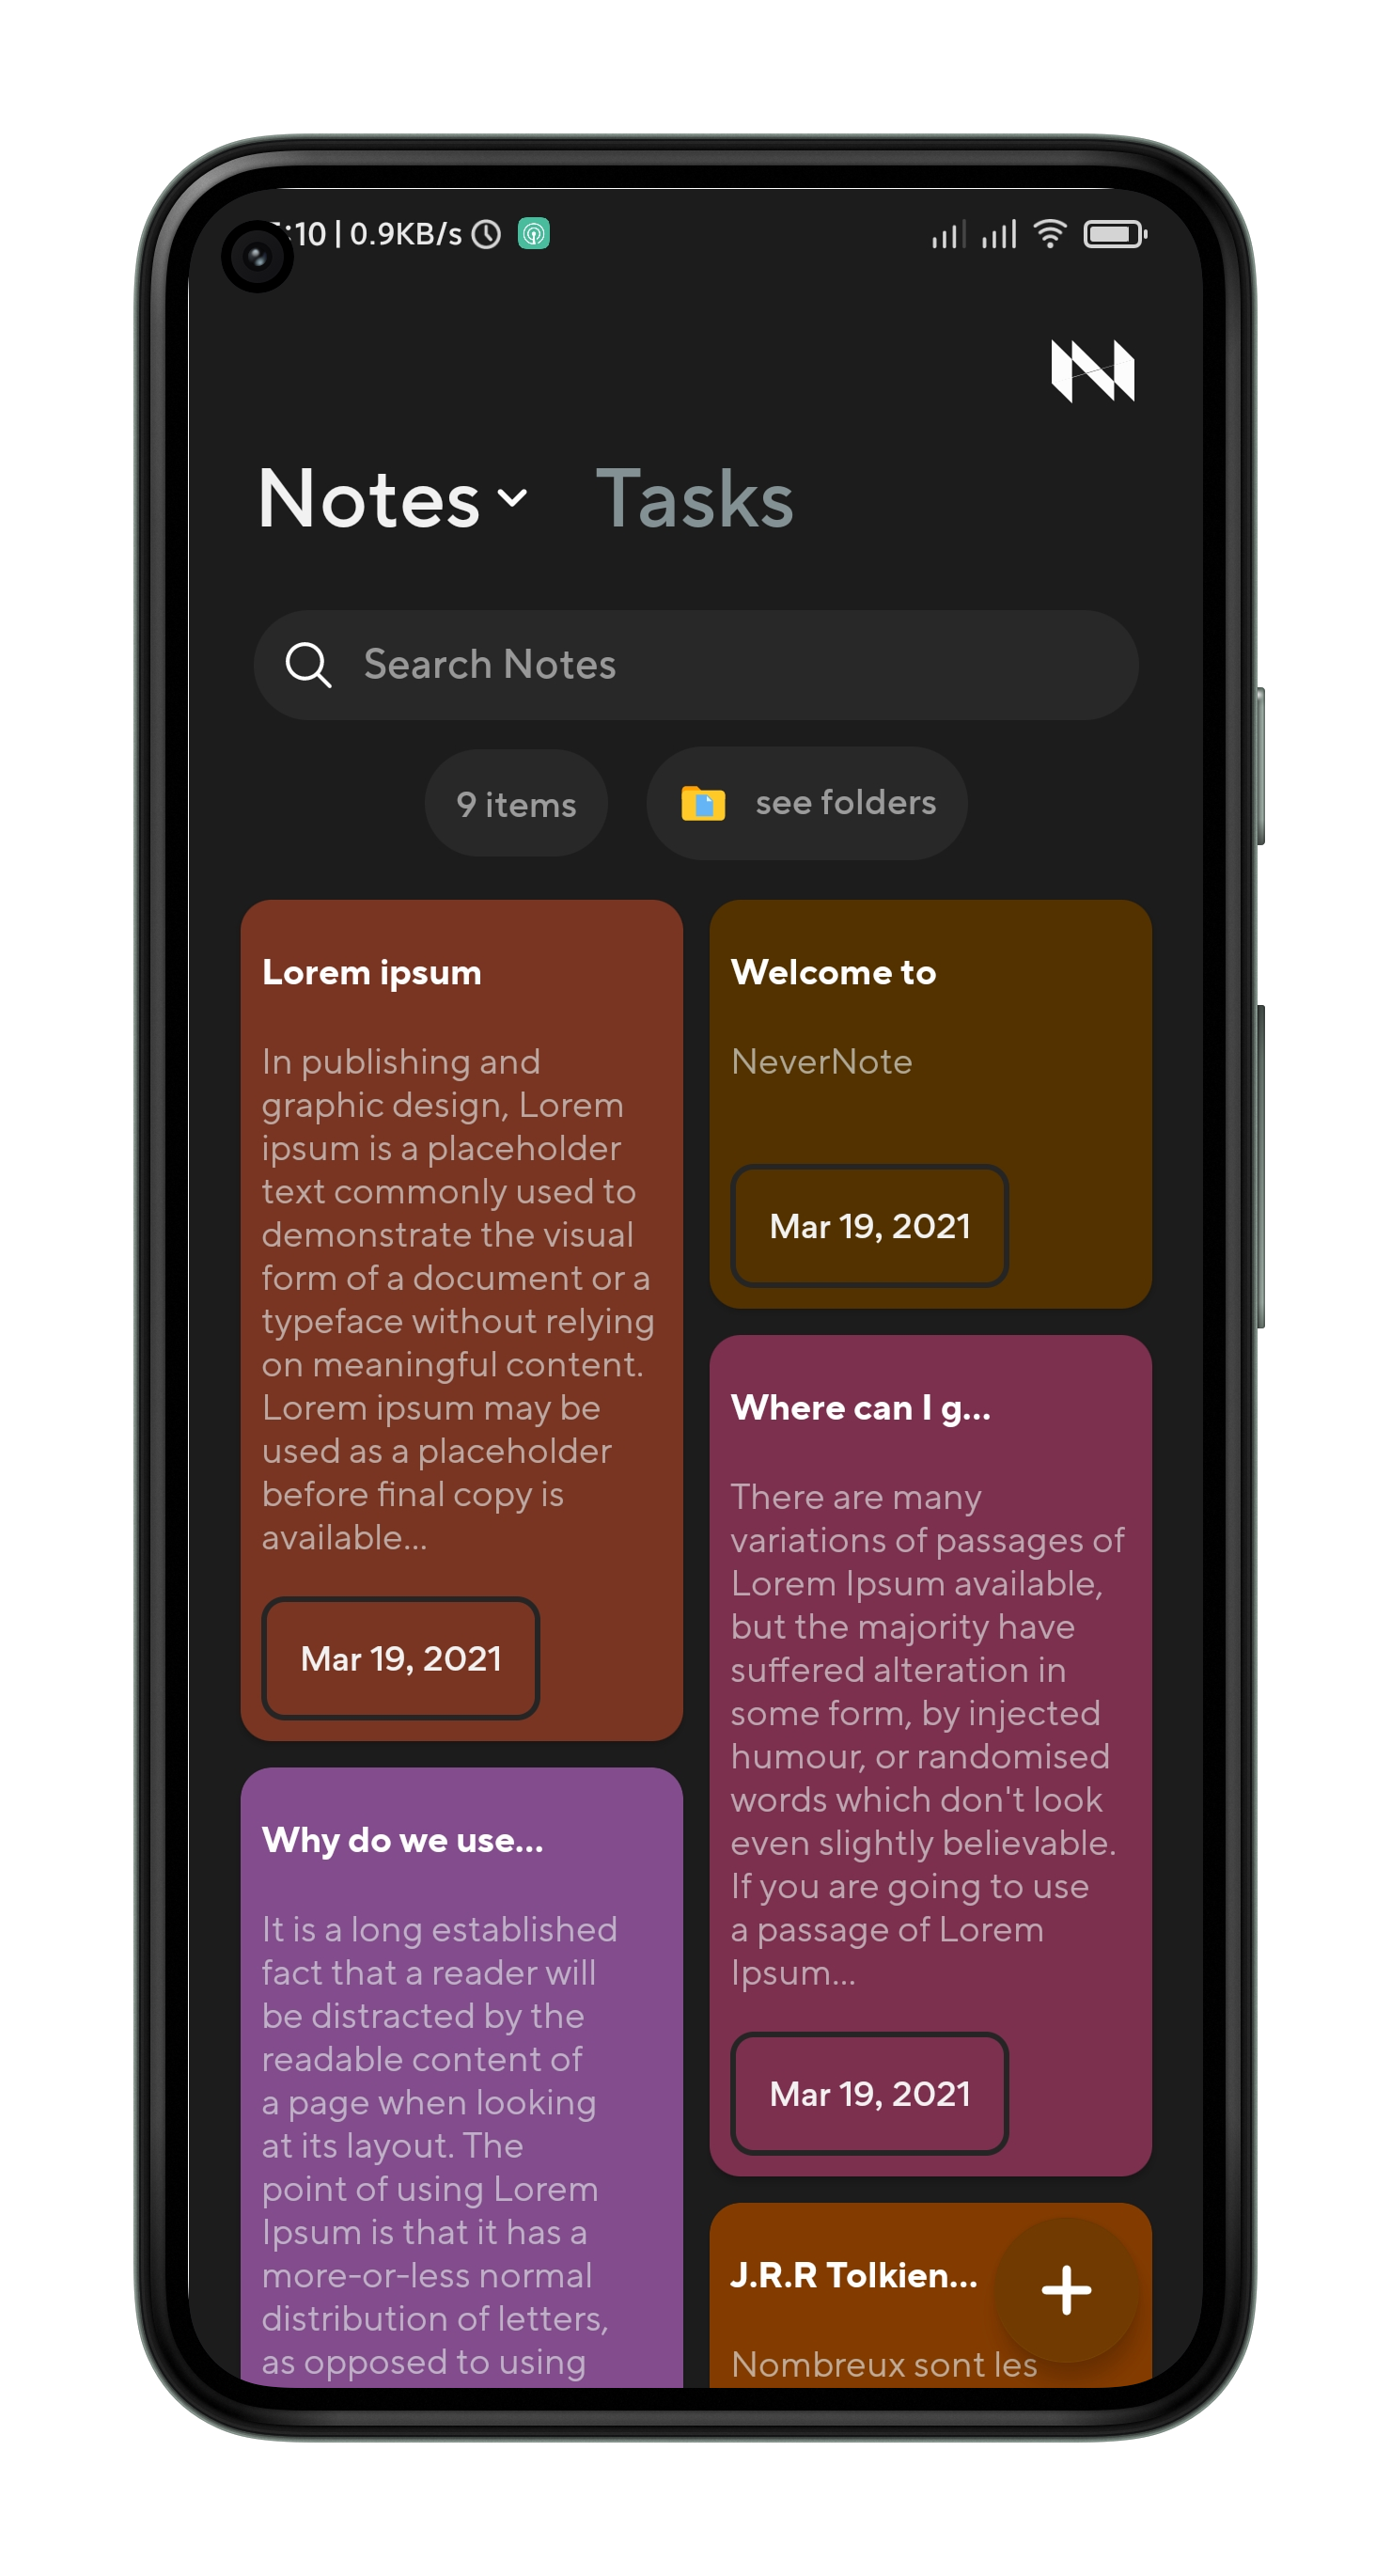 :10 | 0.9KB/s
Notes
Tasks
Search Notes
9 items
see folders
Lorem ipsum
In publishing and
graphic design, Lorem
ipsum is a placeholder
text commonly used to
demonstrate the visual
form of a document or a
typeface without relying
on meaningful content.
Lorem ipsum may be
used as a placeholder
before final copy is
available...
Mar 19, 2021
Why do we use...
It is a long established
fact that a reader will
be distracted by the
readable content of
a page when looking
at its layout. The
point of using Lorem
Ipsum is that it has a
more-or-less normal
distribution of letters,
as opposed to using
Welcome to
NeverNote
Mar 19, 2021
Where can I g...
There are many
variations of passages of
Lorem Ipsum available,
but the majority have
suffered alteration in
some form, by injected
humour, or randomised
words which don't look
even slightly believable.
If you are going to use
a passage of Lorem
Ipsum...
Mar 19, 2021
J.R.R Tolkien...
Nombreux sont les